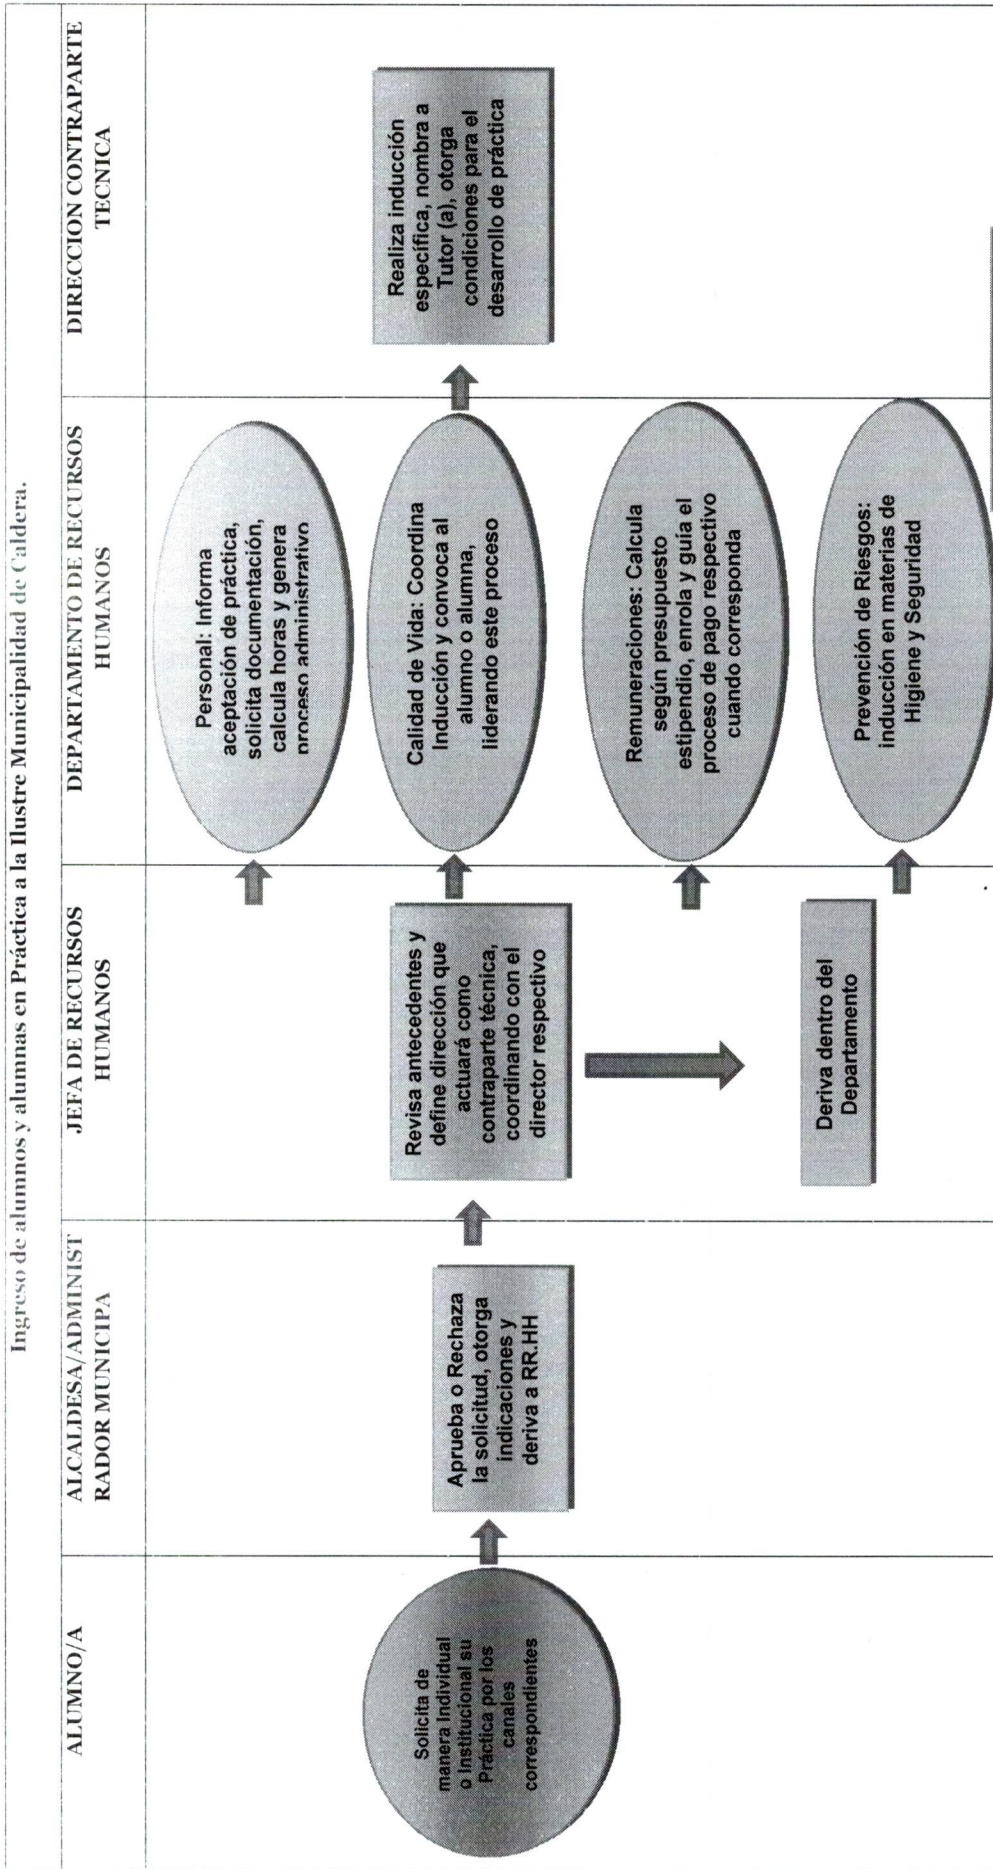 Ingreso de alumnos y alumnas en Práctica a la Ilustre Municipalidad de Caldera.
ALUMNO/A
ALCALDESA/ADMINIST
RADOR MUNICIPA
JEFA DE RECURSOS
HUMANOS
DEPARTAMENTO DE RECURSOS
HUMANOS
DIRECCION CONTRAPARTE
TECNICA
Solicita de
manera Individual
o Institucional su
Práctica por los
canales
correspondientes
Aprueba o Rechaza
la solicitud, otorga
indicaciones y
deriva a RR.HH
Revisa antecedentes y
define dirección que
actuará como
contraparte técnica,
coordinando con el
director respectivo
Deriva dentro del
Departamento
Personal: Informa
aceptación de práctica,
solicita documentación,
calcula horas y genera
proceso administrativo
Calidad de Vida: Coordina
Inducción y convoca al
alumno o alumna,
liderando este proceso
Remuneraciones: Calcula
según presupuesto
estipendio, enrola y guía el
proceso de pago respectivo
cuando corresponda
Prevención de Riesgos:
inducción en materias de
Higiene y Seguridad
Realiza inducción
específica, nombra a
Tutor (a), otorga
condiciones para el
desarrollo de práctica